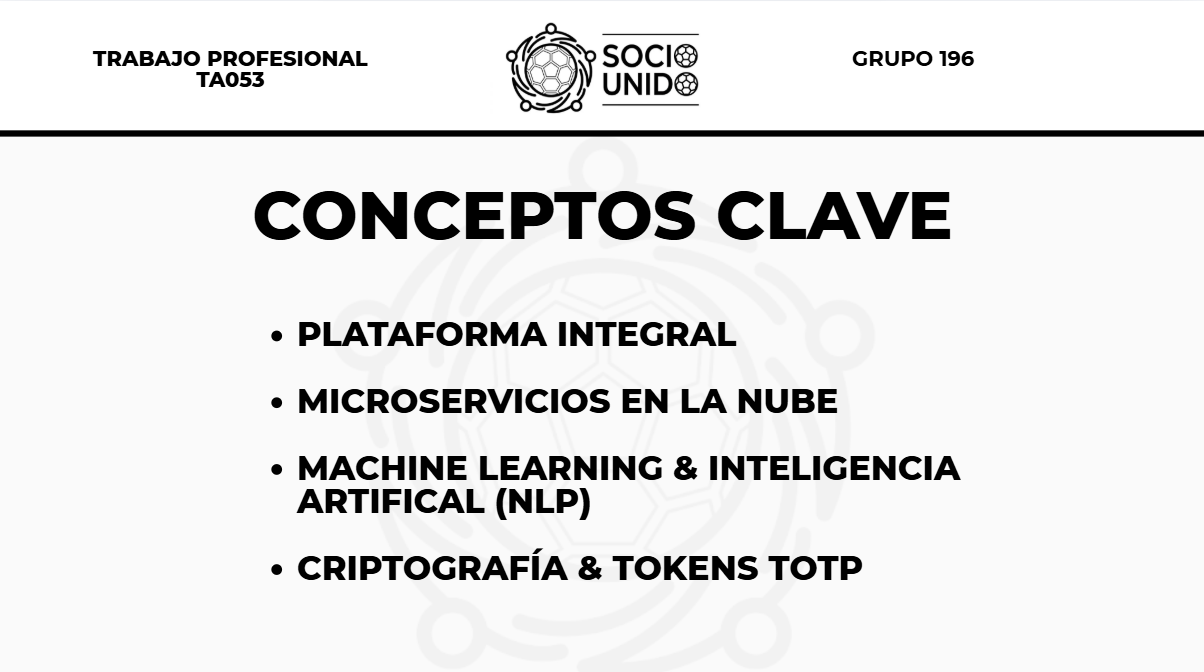 TRABAJO PROFESIONAL
TA053
SOCIO
UNIDO
GRUPO 196
CONCEPTOS CLAVE
• PLATAFORMA INTEGRAL
• MICROSERVICIOS EN LA NUBE
• MACHINE LEARNING & INTELIGENCIA
ARTIFICAL (NLP)
• CRIPTOGRAFÍA & TOKENS TOTP